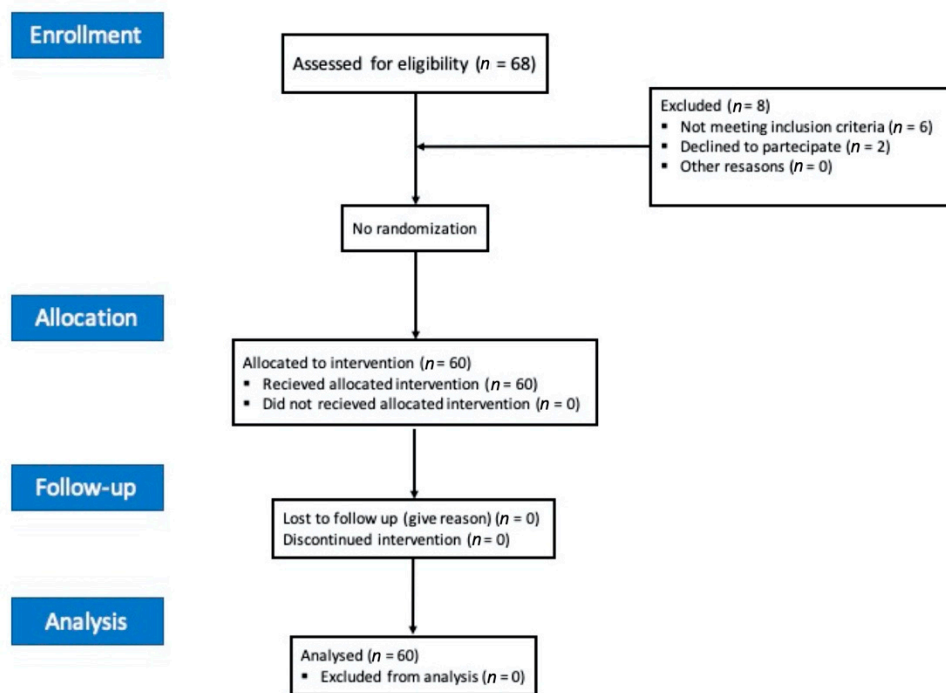 Enrollment
Assessed for eligibility (n = 68)
Excluded (n = 8)
▪ Not meeting inclusion criteria (n = 6)
▪ Declined to partecipate (n = 2)
▪ Other resasons (n = 0)
No randomization
Allocation
Allocated to intervention (n = 60)
▪ Recieved allocated intervention (n = 60)
▪ Did not recieved allocated intervention (n = 0)
Follow-up
Lost to follow up (give reason) (n = 0)
Discontinued intervention (n = 0)
Analysis
Analysed (n = 60)
▪ Excluded from analysis (n = 0)